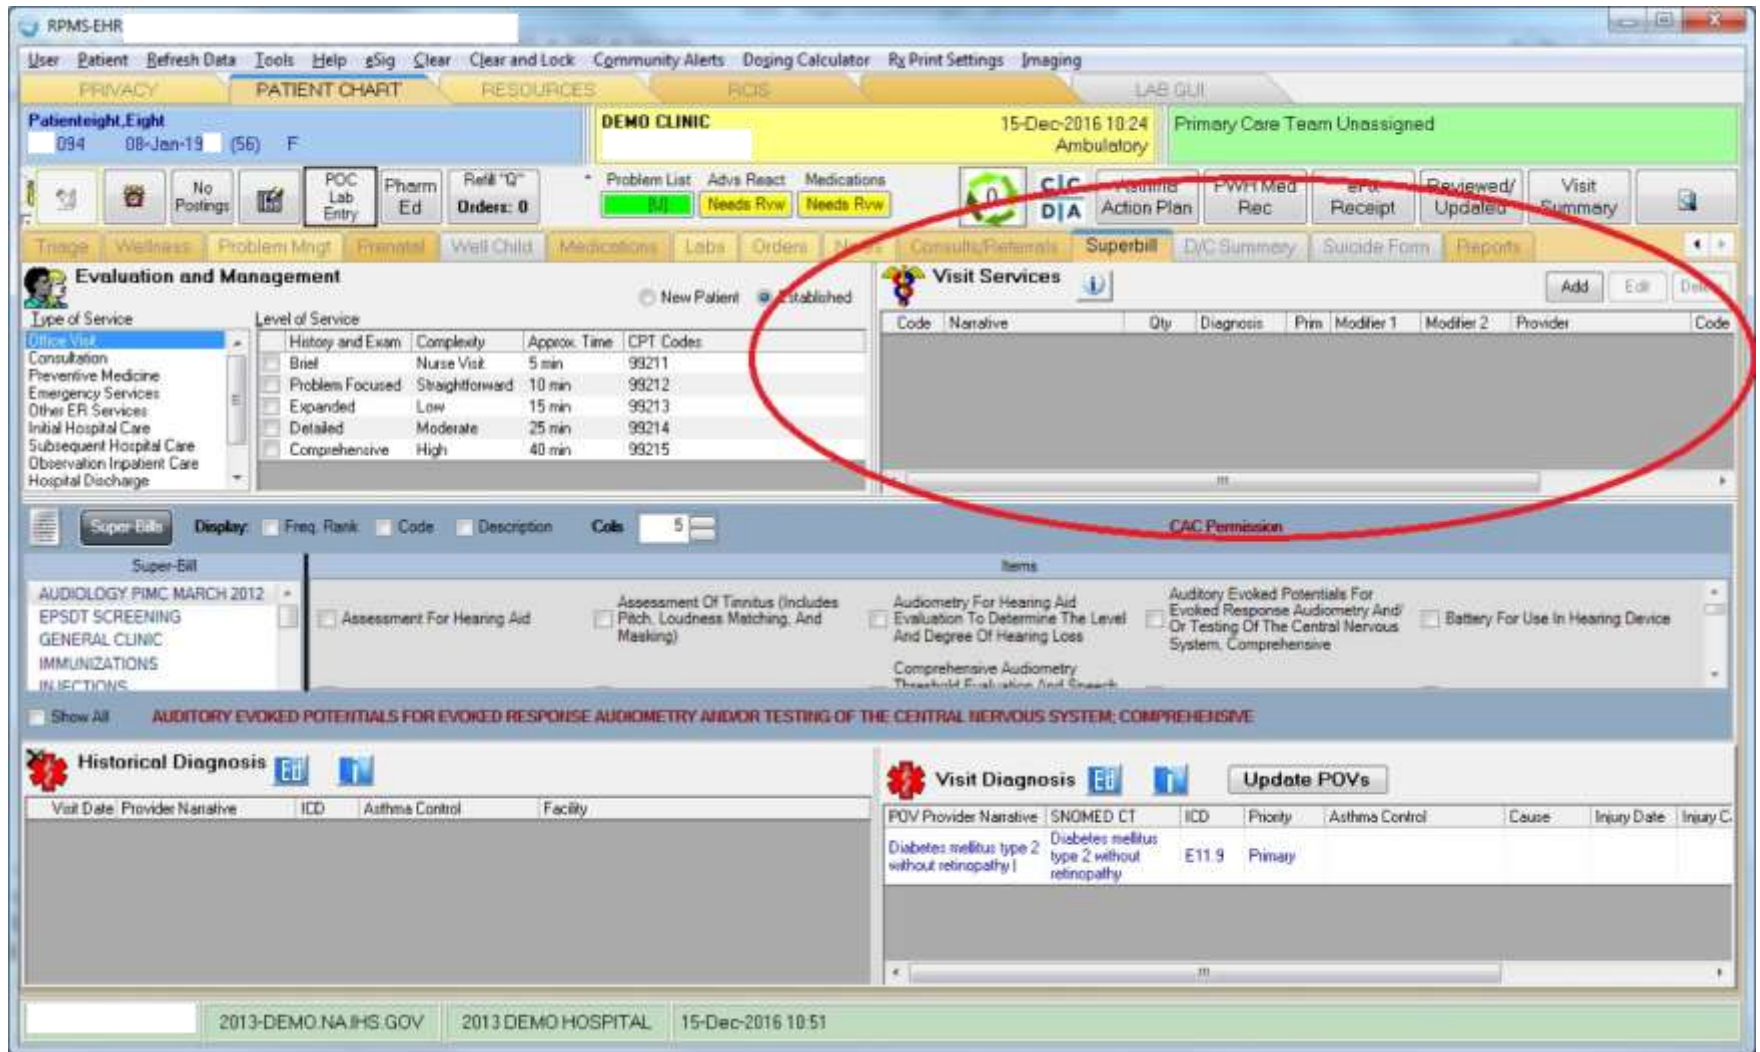 RPMS-EHR
User Patient Refresh Data Tools Help eSig Clear Clear and Lock Community Alerts Dosing Calculator Rx Print Settings Imaging
PRIVACY PATIENT CHART RESOURCES RCIS LAB GUI
Patienteight,Eight
094 08-Jan-19 (56) F
DEMO CLINIC 15-Dec-2016 10:24
Ambulatory
Primary Care Team Unassigned
No Postings
POC Lab Entry
Pharm Ed
Refill "Q"
Orders: 0
Problem List Advs React Medications
Needs Rvw Needs Rvw
0
C C
D A
Asthma Action Plan
PWH Med Rec
eRx Receipt
Reviewed/ Updated
Visit Summary
Triage Wellness Problem Mngt Prenatal Well Child Medications Labs Orders Notes Consults/Referrals Superbill D/C Summary Suicide Form Reports
Evaluation and Management
New Patient Established
Type of Service
Office Visit
Consultation
Preventive Medicine
Emergency Services
Other ER Services
Initial Hospital Care
Subsequent Hospital Care
Observation Inpatient Care
Hospital Discharge
Level of Service
History and Exam Complexity Approx. Time CPT Codes
Brief Nurse Visit 5 min 99211
Problem Focused Straightforward 10 min 99212
Expanded Low 15 min 99213
Detailed Moderate 25 min 99214
Comprehensive High 40 min 99215
Visit Services i
Add Edit Delete
Code Narrative Qty Diagnosis Prim Modifier 1 Modifier 2 Provider Code
Super-Bills Display: Freq. Rank Code Description Cols 5 CAC Permission
Super-Bill
AUDIOLOGY PIMC MARCH 2012
EPSDT SCREENING
GENERAL CLINIC
IMMUNIZATIONS
INJECTIONS
Items
Assessment For Hearing Aid
Assessment Of Tinnitus (Includes
Pitch, Loudness Matching, And
Masking)
Audiometry For Hearing Aid
Evaluation To Determine The Level
And Degree Of Hearing Loss
Auditory Evoked Potentials For
Evoked Response Audiometry And/
Or Testing Of The Central Nervous
System, Comprehensive
Battery For Use In Hearing Device
Comprehensive Audiometry
Threshold Evaluation And Speech
Show All AUDITORY EVOKED POTENTIALS FOR EVOKED RESPONSE AUDIOMETRY AND/OR TESTING OF THE CENTRAL NERVOUS SYSTEM; COMPREHENSIVE
Historical Diagnosis Ed i
Visit Date Provider Narrative ICD Asthma Control Facility
Visit Diagnosis Ed i Update POVs
POV Provider Narrative SNOMED CT ICD Priority Asthma Control Cause Injury Date Injury C
Diabetes mellitus type 2
without retinopathy |
Diabetes mellitus
type 2 without
retinopathy
E11.9 Primary
2013-DEMO.NA.IHS.GOV 2013 DEMO HOSPITAL 15-Dec-2016 10:51